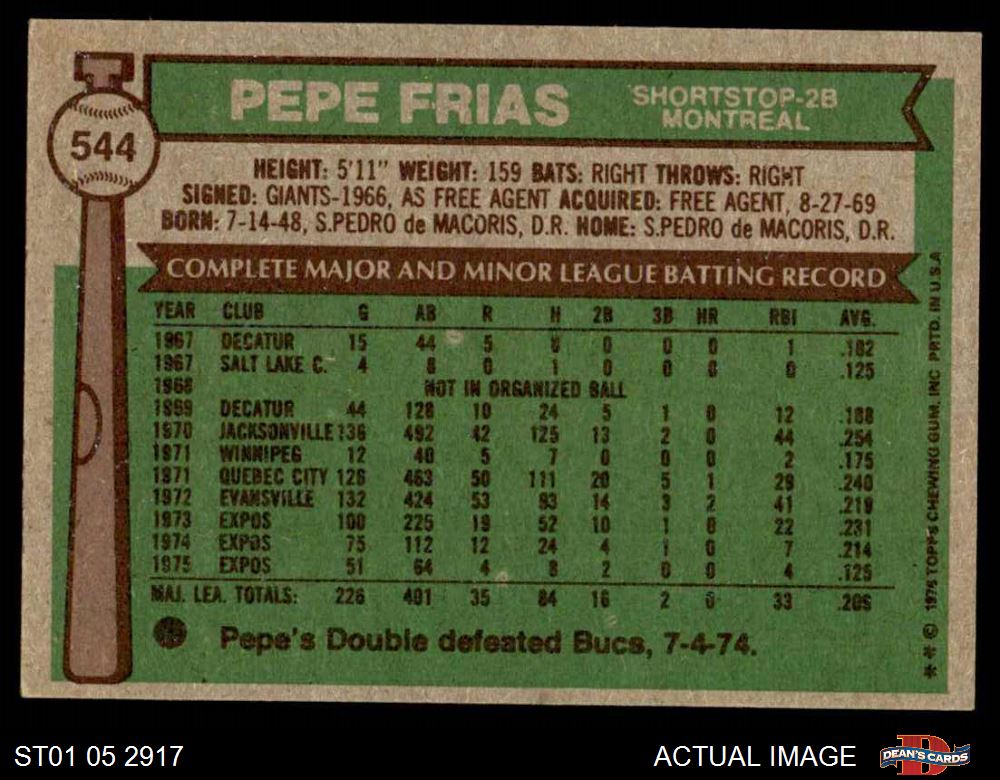 PEPE FRIAS
SHORTSTOP-2B
MONTREAL
544
HEIGHT: 5'11" WEIGHT: 159 BATS: RIGHT THROWS: RIGHT
SIGNED: GIANTS-1966, AS FREE AGENT ACQUIRED: FREE AGENT, 8-27-69
BORN: 7-14-48, S.PEDRO de MACORIS, D.R. HOME: S.PEDRO de MACORIS, D.R.
COMPLETE MAJOR AND MINOR LEAGUE BATTING RECORD
YEAR CLUB G AB R H 2B 3B HR RBI AVG.
1967 DECATUR 15 44 5 8 0 0 0 1 .182
1967 SALT LAKE C. 4 8 0 1 0 0 0 0 .125
1968 NOT IN ORGANIZED BALL
1969 DECATUR 44 128 10 24 5 1 0 12 .188
1970 JACKSONVILLE 136 492 42 125 13 2 0 44 .254
1971 WINNIPEG 12 40 5 7 0 0 0 2 .175
1971 QUEBEC CITY 126 463 50 111 20 5 1 29 .240
1972 EVANSVILLE 132 424 53 93 14 3 2 41 .219
1973 EXPOS 100 225 19 52 10 1 0 22 .231
1974 EXPOS 75 112 12 24 4 1 0 7 .214
1975 EXPOS 51 64 4 8 2 0 0 4 .125
MAJ. LEA. TOTALS: 226 401 35 84 16 2 0 33 .209
Pepe's Double defeated Bucs, 7-4-74.
** © 1976 TOPPS CHEWING GUM, INC PRTD. IN U.S.A
ST01 05 2917
ACTUAL IMAGE
DEAN'S CARDS